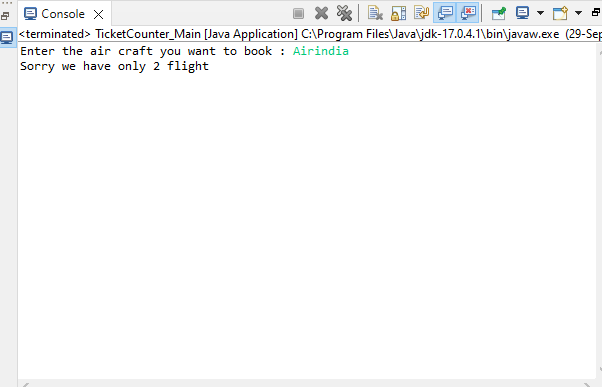 Console
<terminated> TicketCounter_Main [Java Application] C:\Program Files\Java\jdk-17.0.4.1\bin\javaw.exe (29-Sep
Enter the air craft you want to book : Airindia
Sorry we have only 2 flight